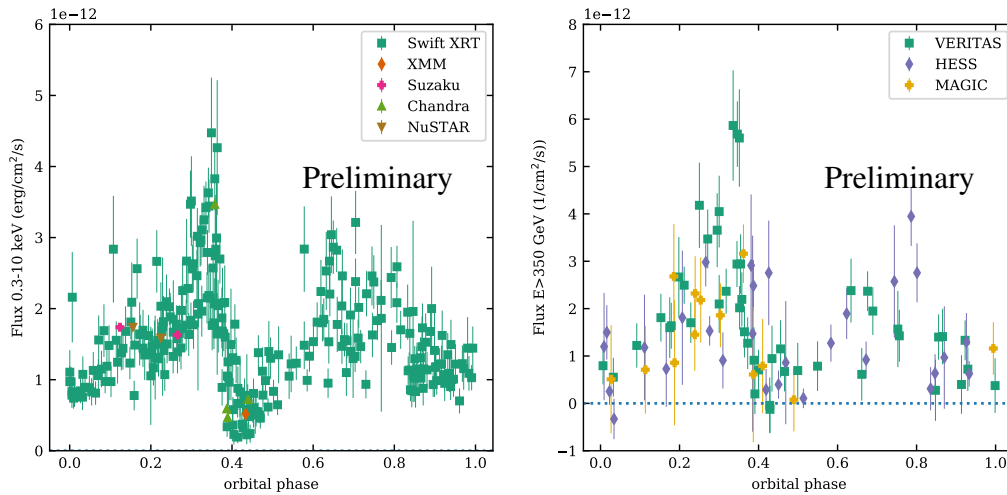 1e−12
Flux 0.3-10 keV (erg/cm²/s))
6
5
4
3
2
1
0
Swift XRT
XMM
Suzaku
Chandra
NuSTAR
Preliminary
0.0 0.2 0.4 0.6 0.8 1.0
orbital phase
1e−12
Flux E>350 GeV (1/cm²/s))
8
7
6
5
4
3
2
1
0
−1
VERITAS
HESS
MAGIC
Preliminary
0.0 0.2 0.4 0.6 0.8 1.0
orbital phase